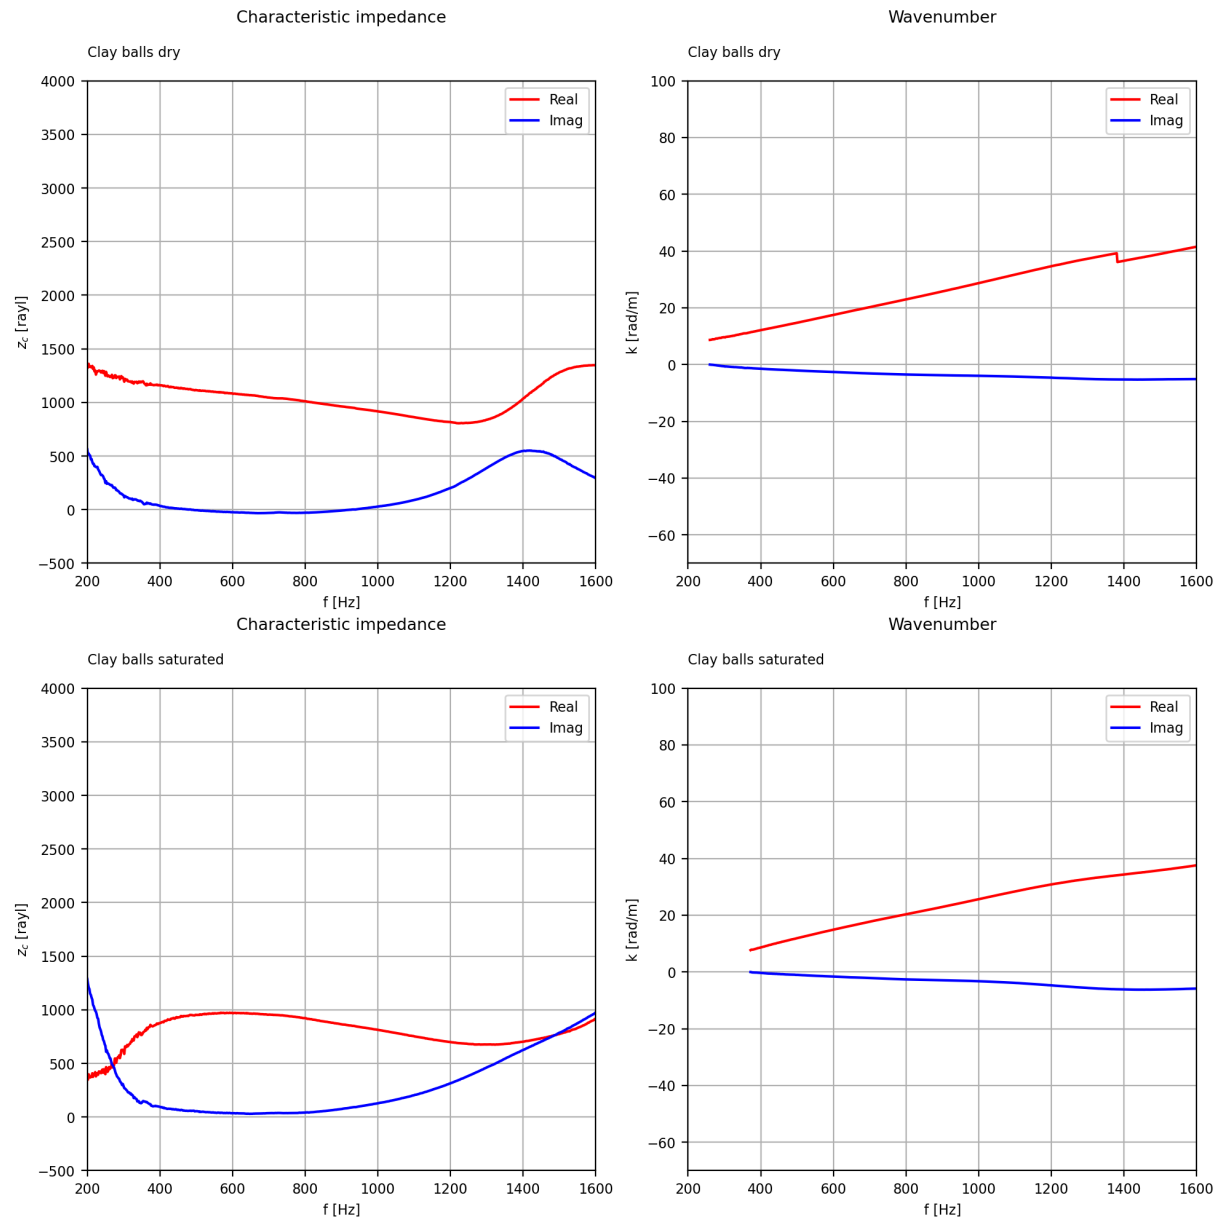 Characteristic impedance
Clay balls dry
Real
Imag
4000
3500
3000
2500
2000
1500
1000
500
0
−500
z_c [rayl]
200 400 600 800 1000 1200 1400 1600
f [Hz]
Wavenumber
Clay balls dry
Real
Imag
100
80
60
40
20
0
−20
−40
−60
k [rad/m]
200 400 600 800 1000 1200 1400 1600
f [Hz]
Characteristic impedance
Clay balls saturated
Real
Imag
4000
3500
3000
2500
2000
1500
1000
500
0
−500
z_c [rayl]
200 400 600 800 1000 1200 1400 1600
f [Hz]
Wavenumber
Clay balls saturated
Real
Imag
100
80
60
40
20
0
−20
−40
−60
k [rad/m]
200 400 600 800 1000 1200 1400 1600
f [Hz]